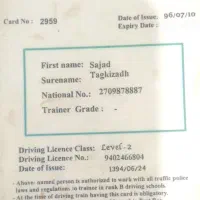 Card No : 2959
Date of Issue: 96/07/10
Expiry Date :
First name: Sajad
Surename: Taghizadh
National No.: 2709878887
Trainer Grade : -
Driving Licence Class: Level-2
Driving Licence No.: 9402466804
Date of Issue: 1394/06/24
- Above named person is authorized to work with all traffic police
laws and regulations in trainer in rank B driving schools.
- At the time of driving train having this card is obligatory.